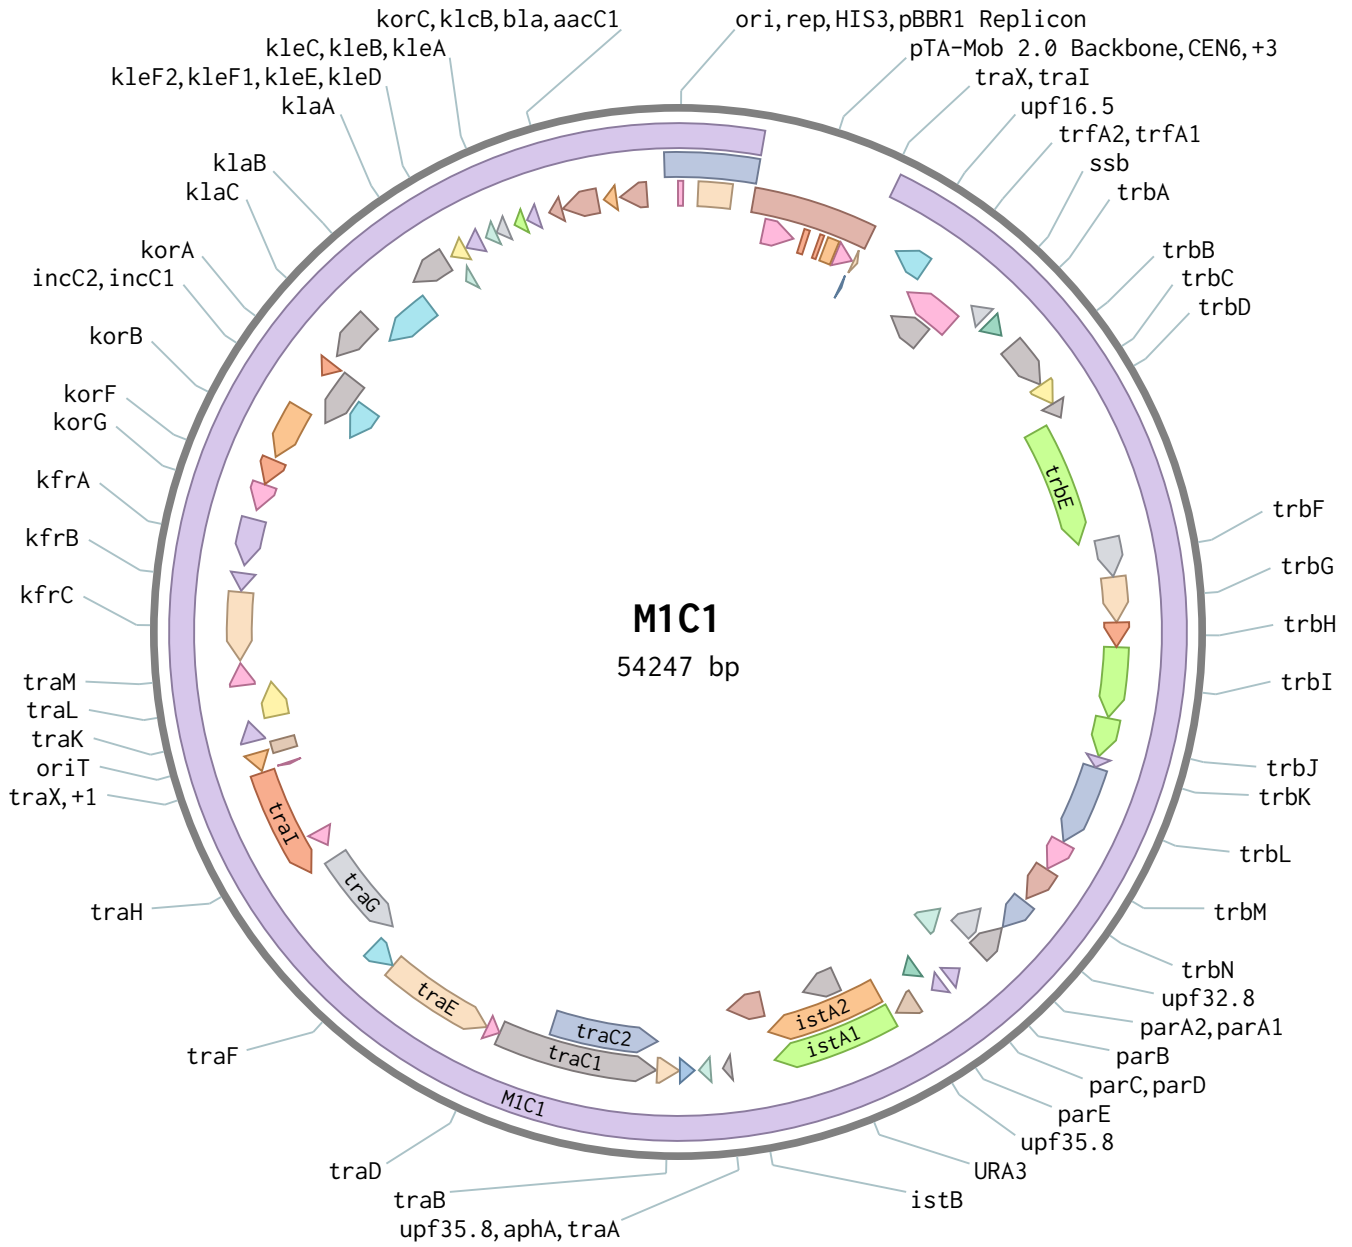 korC,klcB,bla,aacC1
ori,rep,HIS3,pBBR1 Replicon
kleC,kleB,kleA
pTA-Mob 2.0 Backbone,CEN6,+3
kleF2,kleF1,kleE,kleD
traX,traI
klaA
upf16.5
trfA2,trfA1
klaB
ssb
klaC
trbA
korA
trbB
incC2,incC1
trbC
korB
trbD
korF
korG
kfrA
trbE
trbF
kfrB
trbG
kfrC
M1C1
trbH
54247 bp
traM
trbI
traL
traK
oriT
trbJ
traX,+1
trbK
traI
trbL
traG
traH
trbM
trbN
traE
upf32.8
istA2
parA2,parA1
traC2
istA1
traF
traC1
parB
parC,parD
M1C1
parE
upf35.8
traD
URA3
traB
istB
upf35.8,aphA,traA